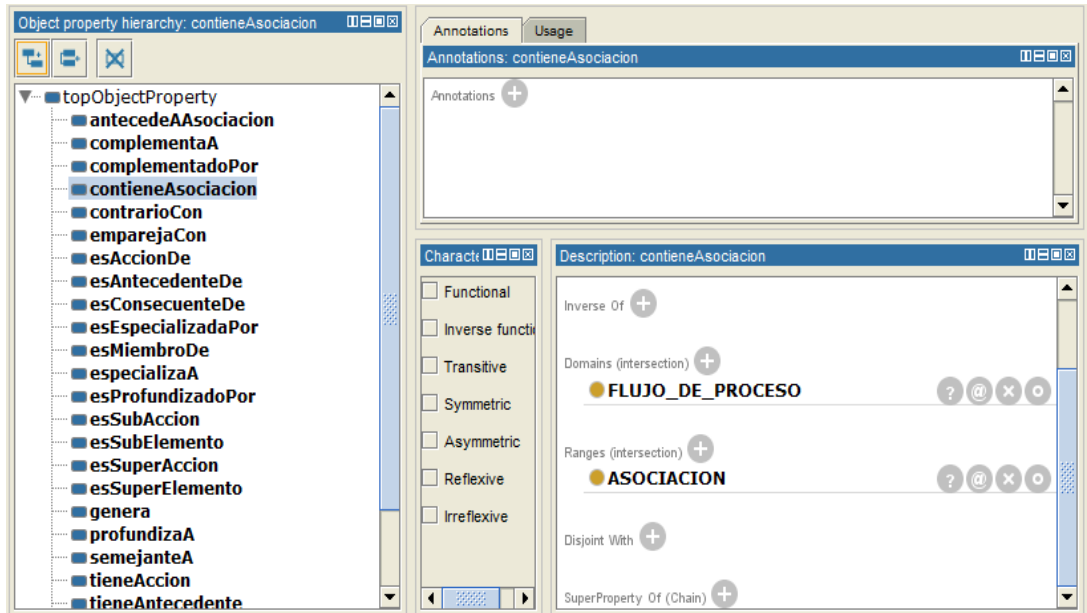 Object property hierarchy: contieneAsociacion
topObjectProperty
antecedeAAsociacion
complementaA
complementadoPor
contieneAsociacion
contrarioCon
emparejaCon
esAccionDe
esAntecedenteDe
esConsecuenteDe
esEspecializadaPor
esMiembroDe
especializaA
esProfundizadoPor
esSubAccion
esSubElemento
esSuperAccion
esSuperElemento
genera
profundizaA
semejanteA
tieneAccion
tieneAntecedente
Annotations Usage
Annotations: contieneAsociacion
Annotations
Characte
Functional
Inverse functi
Transitive
Symmetric
Asymmetric
Reflexive
Irreflexive
Description: contieneAsociacion
Inverse Of
Domains (intersection)
FLUJO_DE_PROCESO
Ranges (intersection)
ASOCIACION
Disjoint With
SuperProperty Of (Chain)